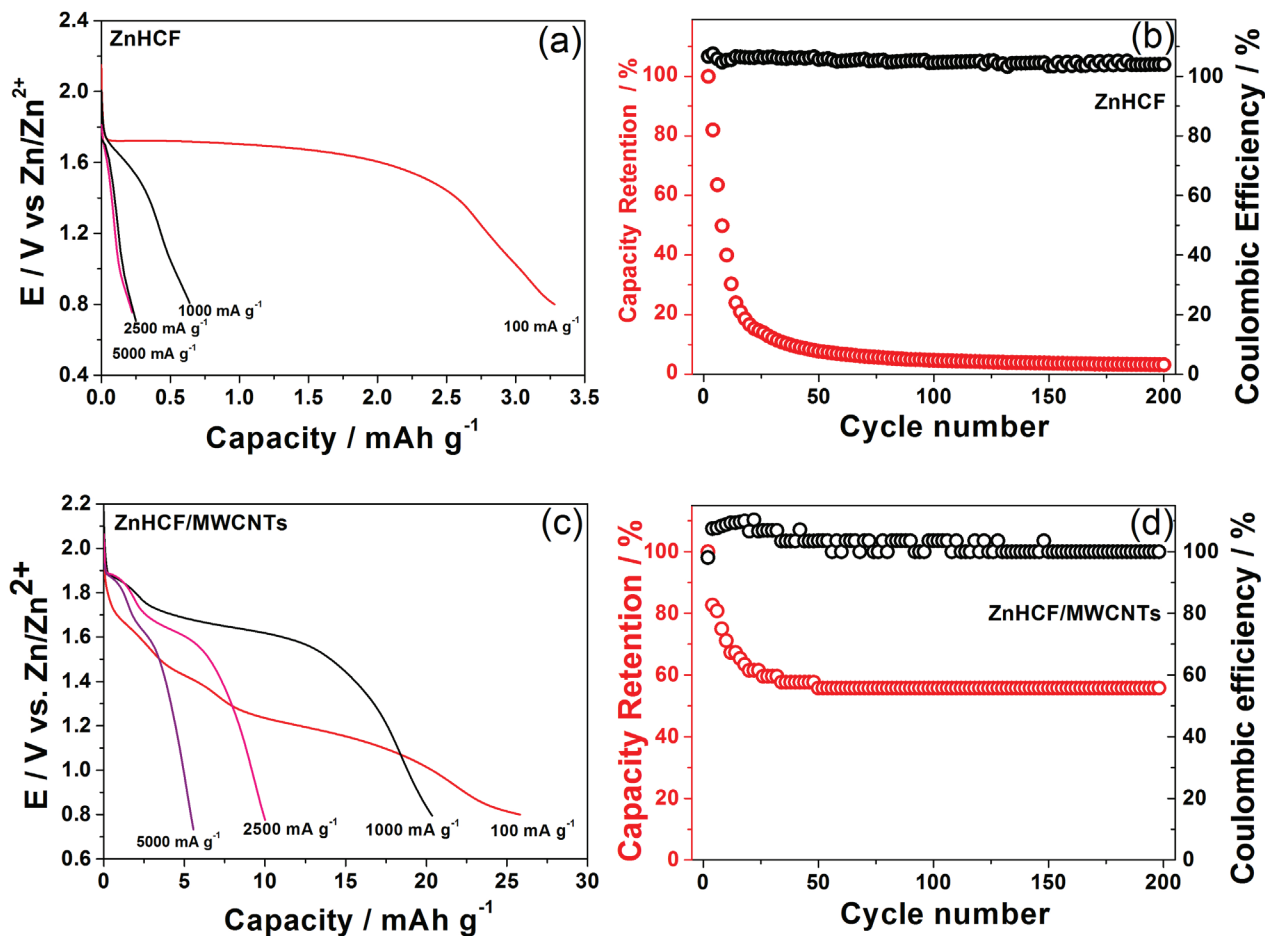 ZnHCF
(a)
2.4
2.0
1.6
1.2
0.8
0.4
E / V vs Zn/Zn²⁺
1000 mA g⁻¹
2500 mA g⁻¹
5000 mA g⁻¹
100 mA g⁻¹
0.0 0.5 1.0 1.5 2.0 2.5 3.0 3.5
Capacity / mAh g⁻¹
(b)
100
80
60
40
20
0
Capacity Retention / %
ZnHCF
100
80
60
40
20
0
Coulombic Efficiency / %
0 50 100 150 200
Cycle number
ZnHCF/MWCNTs
(c)
2.2
2.0
1.8
1.6
1.4
1.2
1.0
0.8
0.6
E / V vs. Zn/Zn2+
5000 mA g⁻¹
2500 mA g⁻¹
1000 mA g⁻¹
100 mA g⁻¹
0 5 10 15 20 25 30
Capacity / mAh g⁻¹
(d)
100
80
60
40
20
0
Capacity Retention / %
ZnHCF/MWCNTs
100
80
60
40
20
0
Coulombic efficiency / %
0 50 100 150 200
Cycle number